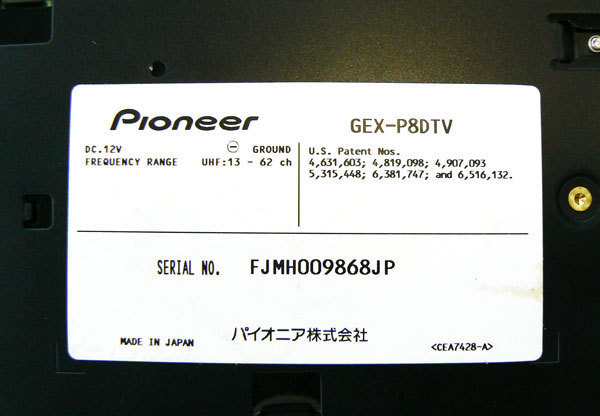 Pioneer
GEX-P8DTV
DC.12V ⊖ GROUND
FREQUENCY RANGE UHF:13 - 62 ch
U.S. Patent Nos.
4,631,603; 4,819,098; 4,907,093
5,315,448; 6,381,747; and 6,516,132.
SERIAL NO. FJMH009868JP
MADE IN JAPAN パイオニア株式会社 <CEA7428-A>